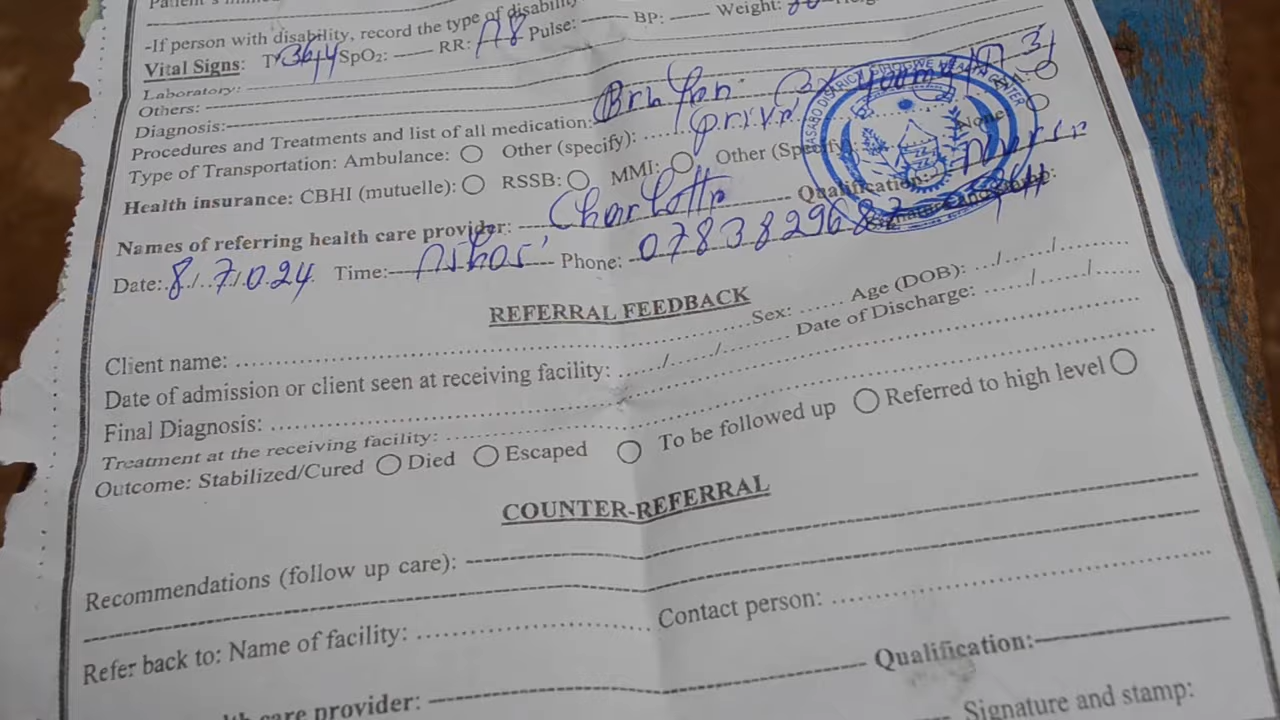 -If person with disability, record the type of disability
Vital Signs: T 36,4 SpO2: RR: 18 Pulse: BP: Weight:
Laboratory:
Others:
Diagnosis:
Procedures and Treatments and list of all medication:
Type of Transportation: Ambulance: Other (specify): privé
Health insurance: CBHI (mutuelle): RSSB: MMI: Other (Specify): None
Names of referring health care provider: Charlotte Qualification: Nurse
Date: 8/7/024 Time: Phone: 0783829682
REFERRAL FEEDBACK
Client name: Sex: Age (DOB): / /
Date of admission or client seen at receiving facility: / / Date of Discharge: / /
Final Diagnosis:
Treatment at the receiving facility:
Outcome: Stabilized/Cured Died Escaped To be followed up Referred to high level
COUNTER-REFERRAL
Recommendations (follow up care):
Refer back to: Name of facility: Contact person:
care provider: Qualification:
Signature and stamp: